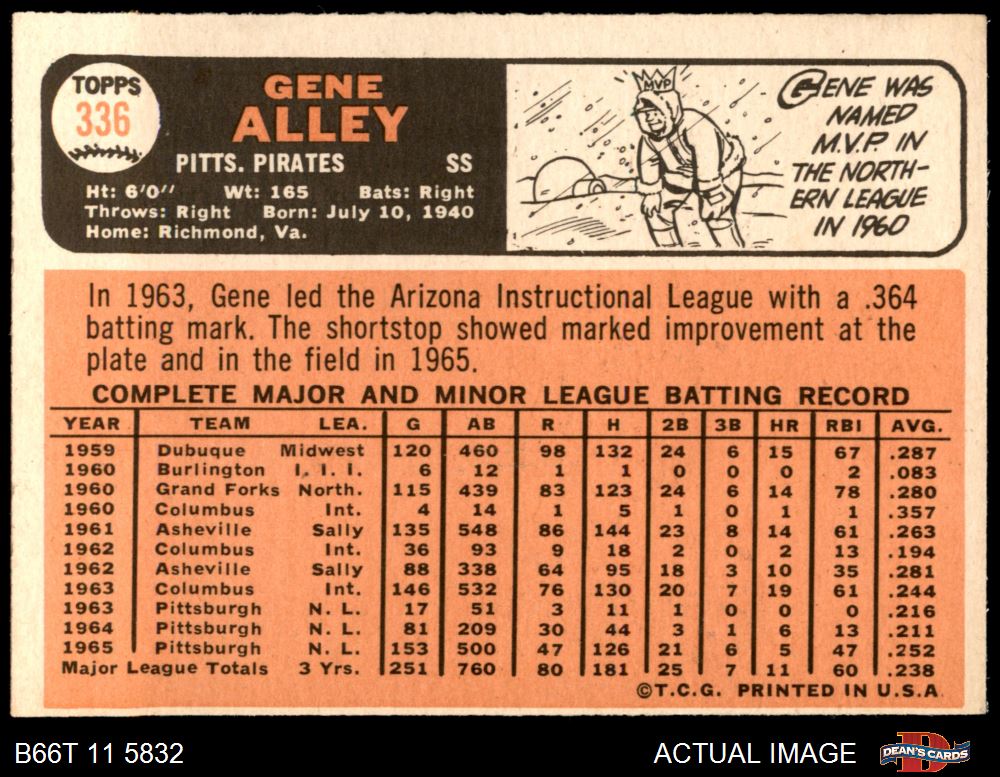 TOPPS
336
GENE
ALLEY
PITTS. PIRATES SS
Ht: 6'0" Wt: 165 Bats: Right
Throws: Right Born: July 10, 1940
Home: Richmond, Va.
MVP
GENE WAS
NAMED
M.V.P. IN
THE NORTH-
ERN LEAGUE
IN 1960
In 1963, Gene led the Arizona Instructional League with a .364
batting mark. The shortstop showed marked improvement at the
plate and in the field in 1965.
COMPLETE MAJOR AND MINOR LEAGUE BATTING RECORD
YEAR TEAM LEA. G AB R H 2B 3B HR RBI AVG.
1959 Dubuque Midwest 120 460 98 132 24 6 15 67 .287
1960 Burlington I. I. I. 6 12 1 1 0 0 0 2 .083
1960 Grand Forks North. 115 439 83 123 24 6 14 78 .280
1960 Columbus Int. 4 14 1 5 1 0 1 1 .357
1961 Asheville Sally 135 548 86 144 23 8 14 61 .263
1962 Columbus Int. 36 93 9 18 2 0 2 13 .194
1962 Asheville Sally 88 338 64 95 18 3 10 35 .281
1963 Columbus Int. 146 532 76 130 20 7 19 61 .244
1963 Pittsburgh N. L. 17 51 3 11 1 0 0 0 .216
1964 Pittsburgh N. L. 81 209 30 44 3 1 6 13 .211
1965 Pittsburgh N. L. 153 500 47 126 21 6 5 47 .252
Major League Totals 3 Yrs. 251 760 80 181 25 7 11 60 .238
©T.C.G. PRINTED IN U.S.A.
B66T 11 5832 ACTUAL IMAGE DEAN'S CARDS